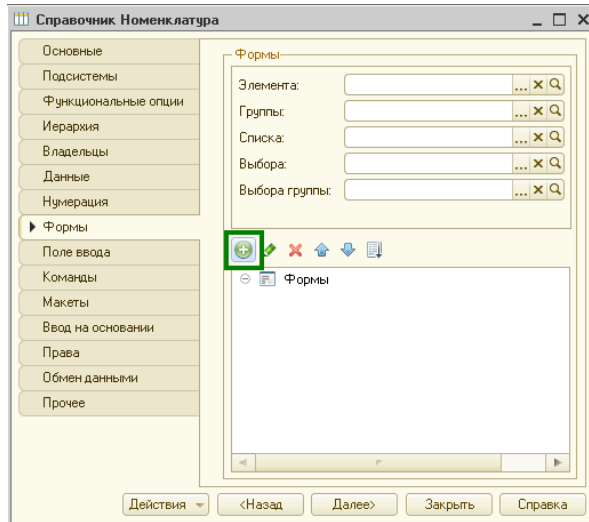 Справочник Номенклатура
Основные
Подсистемы
Функциональные опции
Иерархия
Владельцы
Данные
Нумерация
Формы
Поле ввода
Команды
Макеты
Ввод на основании
Права
Обмен данными
Прочее
Формы
Элемента:
Группы:
Списка:
Выбора:
Выбора группы:
Формы
Действия
<Назад
Далее>
Закрыть
Справка